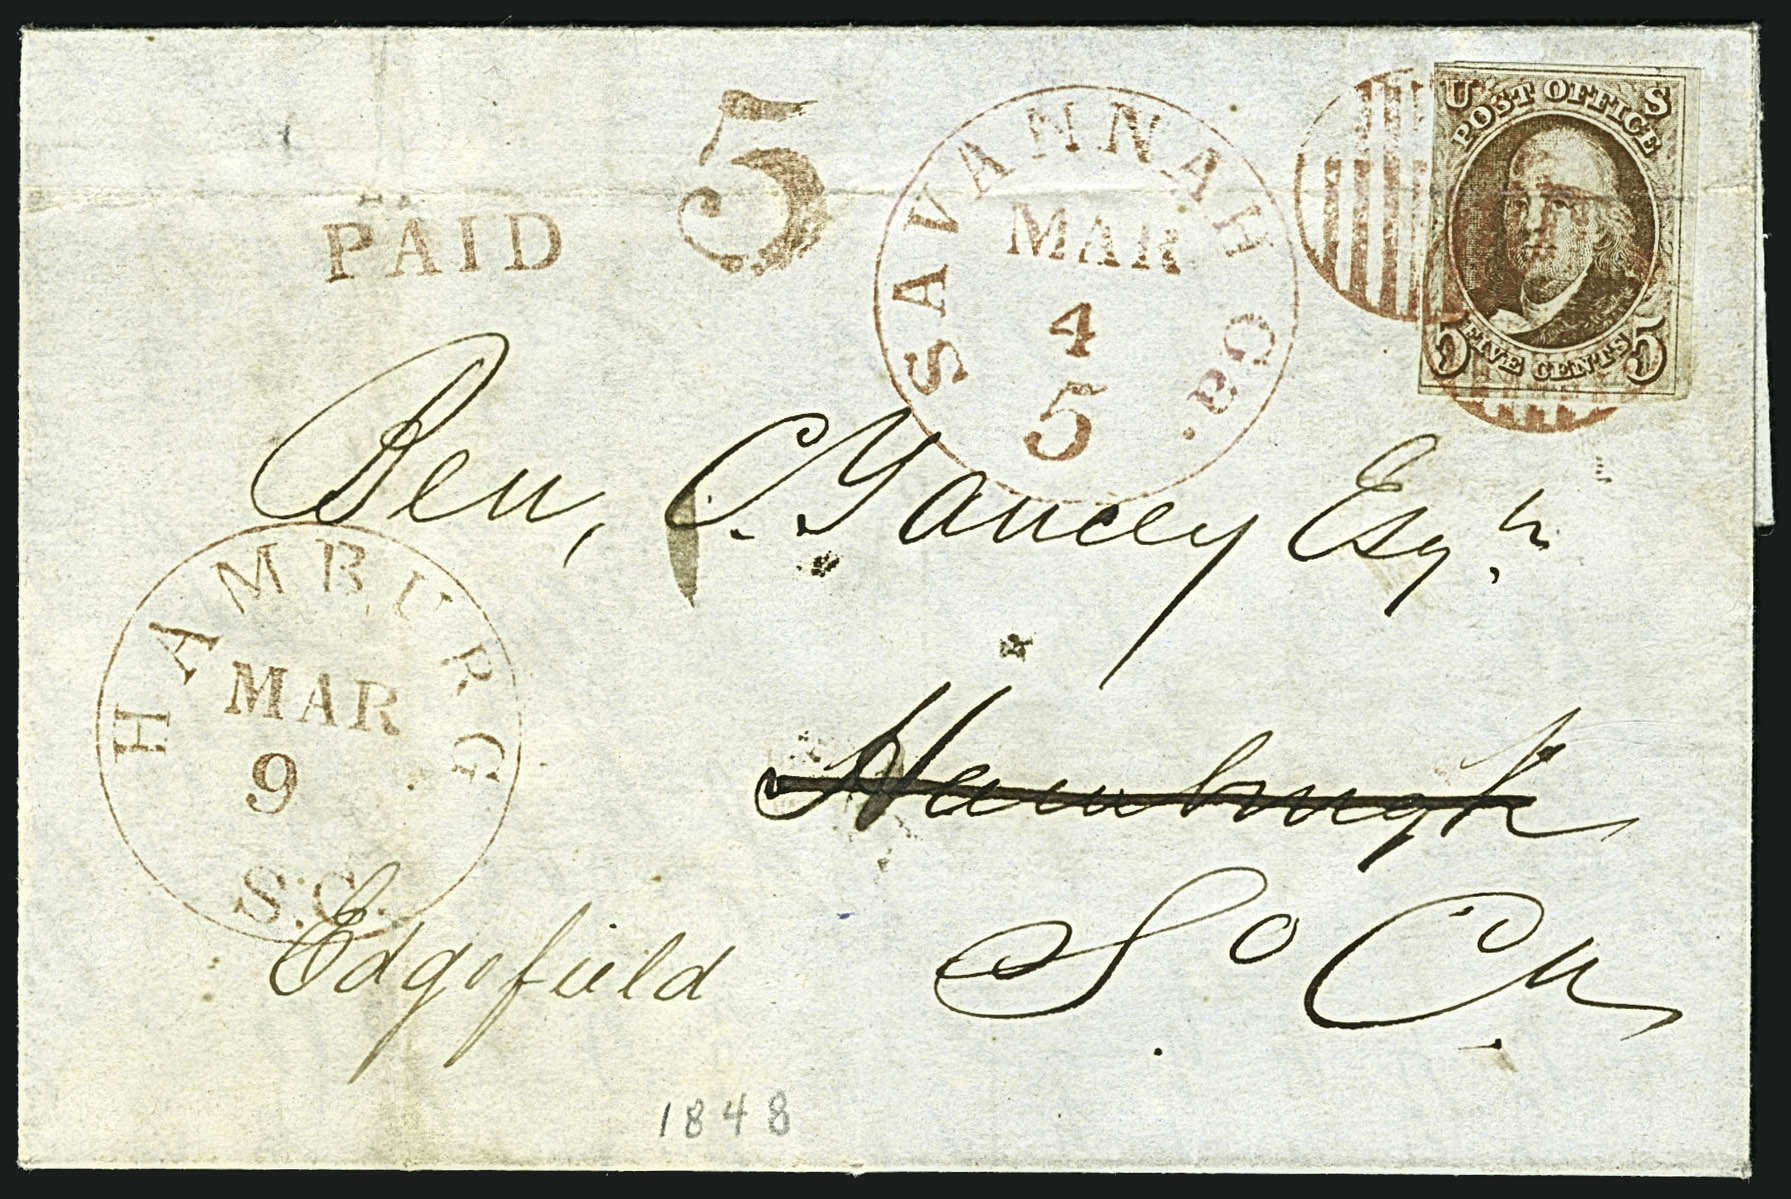 PAID 5
SAVANNAH Ga.
MAR
4
5
U S
POST OFFICE
5 FIVE CENTS 5
Ben, C. Yancey Esqr.
HAMBURG
MAR
9
S.C.
Hamburgh
So Ca
Edgefield
1848